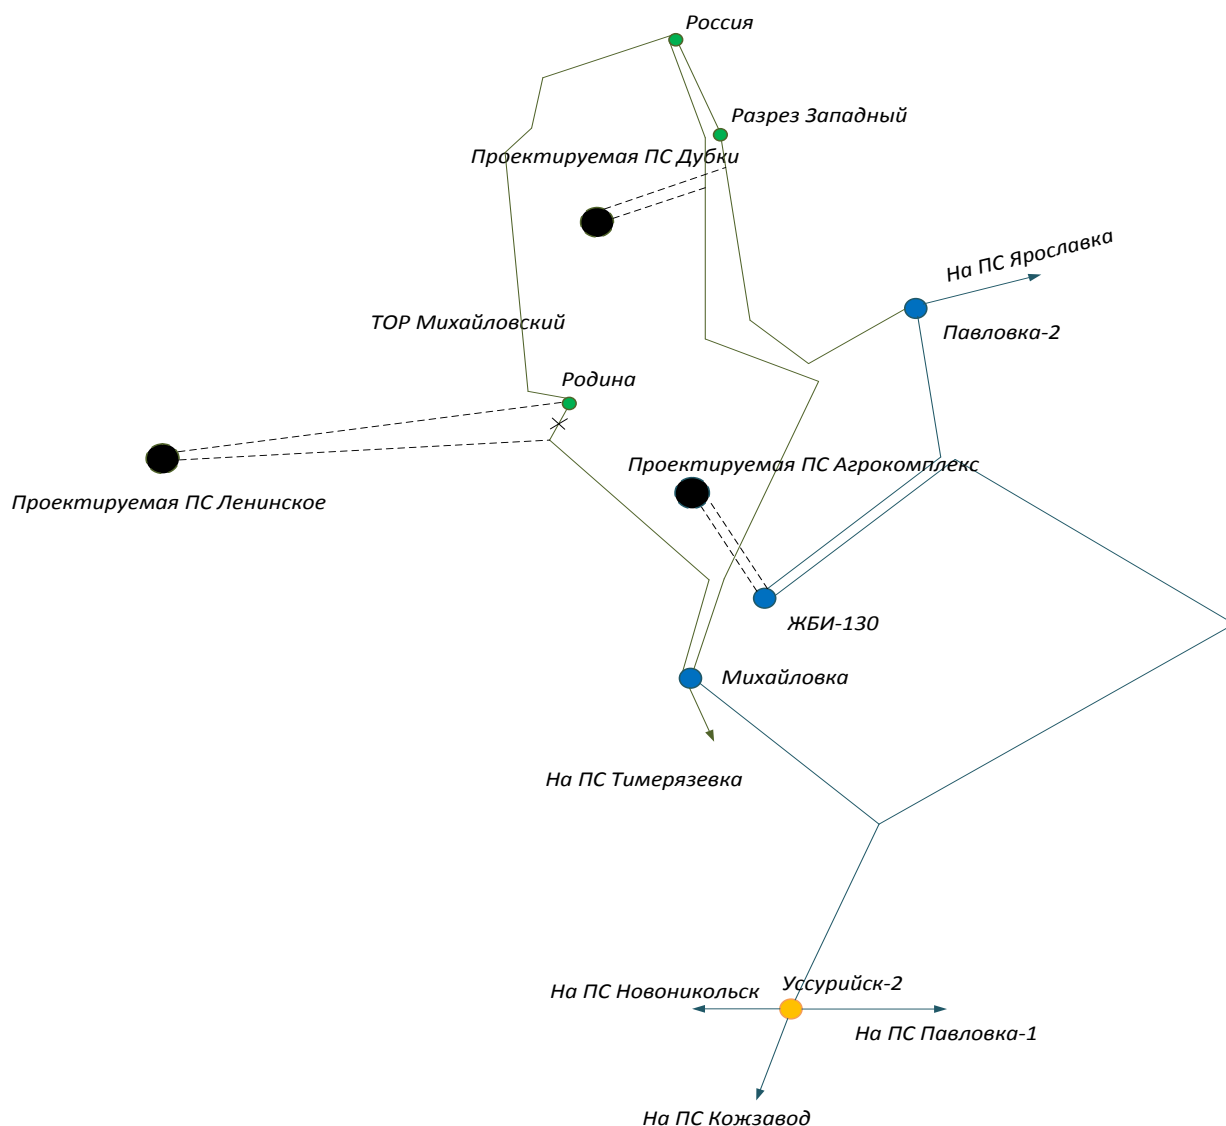 Россия
Разрез Западный
Проектируемая ПС Дубки
На ПС Ярославка
ТОР Михайловский
Павловка-2
Родина
Проектируемая ПС Агрокомплекс
Проектируемая ПС Ленинское
ЖБИ-130
Михайловка
На ПС Тимерязевка
Уссурийск-2
На ПС Новоникольск
На ПС Павловка-1
На ПС Кожзавод